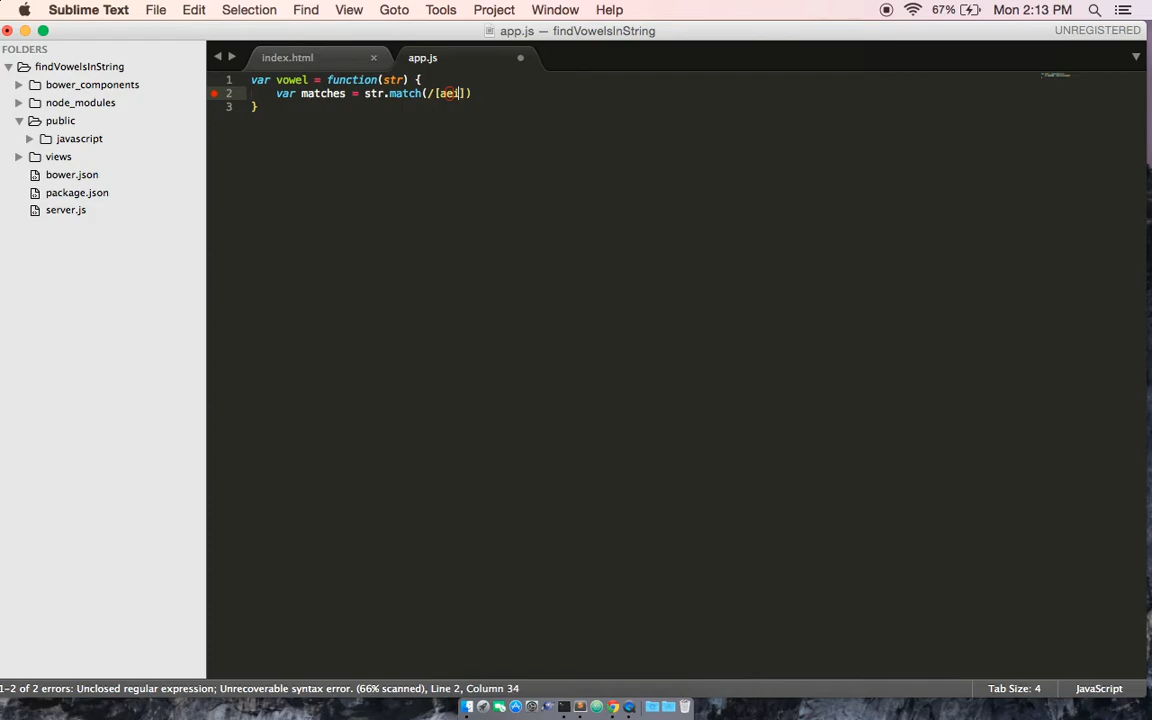 Sublime Text File Edit Selection Find View Goto Tools Project Window Help 67% Mon 2:13 PM
app.js — findVowelsInString UNREGISTERED
FOLDERS
findVowelsInString
bower_components
node_modules
public
javascript
views
bower.json
package.json
server.js
index.html app.js
1 var vowel = function(str) {
2 var matches = str.match(/[aei])
3 }
1-2 of 2 errors: Unclosed regular expression; Unrecoverable syntax error. (66% scanned), Line 2, Column 34 Tab Size: 4 JavaScript